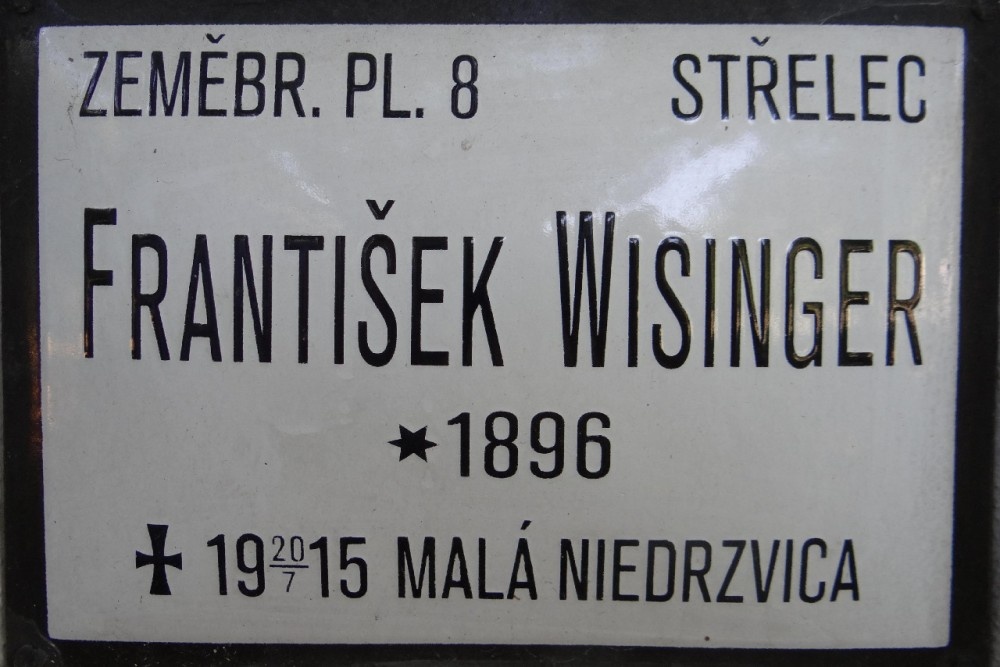 ZEMĚBR. PL. 8 STŘELEC
FRANTIŠEK WISINGER
✶1896
✠ 19 20/7 15 MALÁ NIEDRZVICA